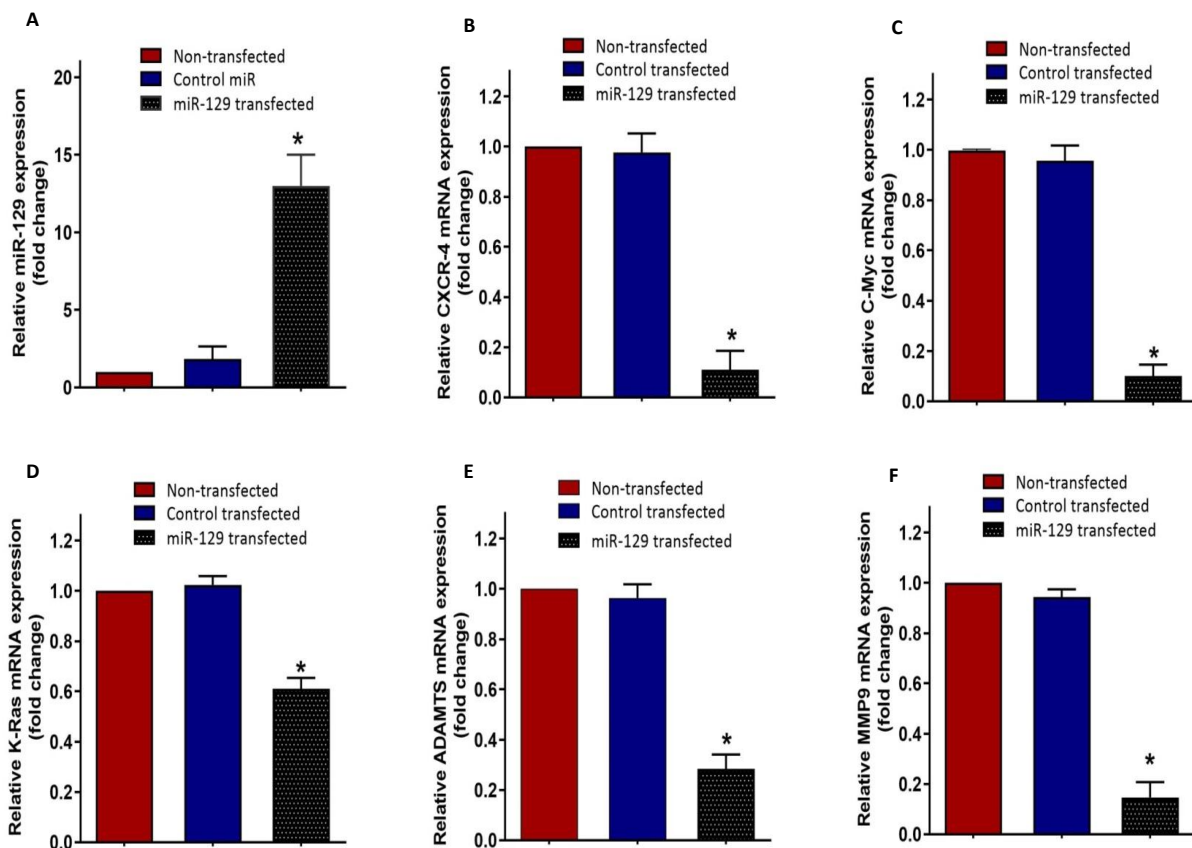 A
Non-transfected
Control miR
miR-129 transfected
Relative miR-129 expression
(fold change)
20
15
10
5
0
*
B
Non-transfected
Control transfected
miR-129 transfected
Relative CXCR-4 mRNA expression
(fold change)
1.2
1.0
0.8
0.6
0.4
0.2
0.0
*
C
Non-transfected
Control transfected
miR-129 transfected
Relative C-Myc mRNA expression
(fold change)
1.2
1.0
0.8
0.6
0.4
0.2
0.0
*
D
Non-transfected
Control transfected
miR-129 transfected
Relative K-Ras mRNA expression
(fold change)
1.2
1.0
0.8
0.6
0.4
0.2
0.0
*
E
Non-transfected
Control transfected
miR-129 transfected
Relative ADAMTS mRNA expression
(fold change)
1.2
1.0
0.8
0.6
0.4
0.2
0.0
*
F
Non-transfected
Control transfected
miR-129 transfected
Relative MMP9 mRNA expression
(fold change)
1.2
1.0
0.8
0.6
0.4
0.2
0.0
*